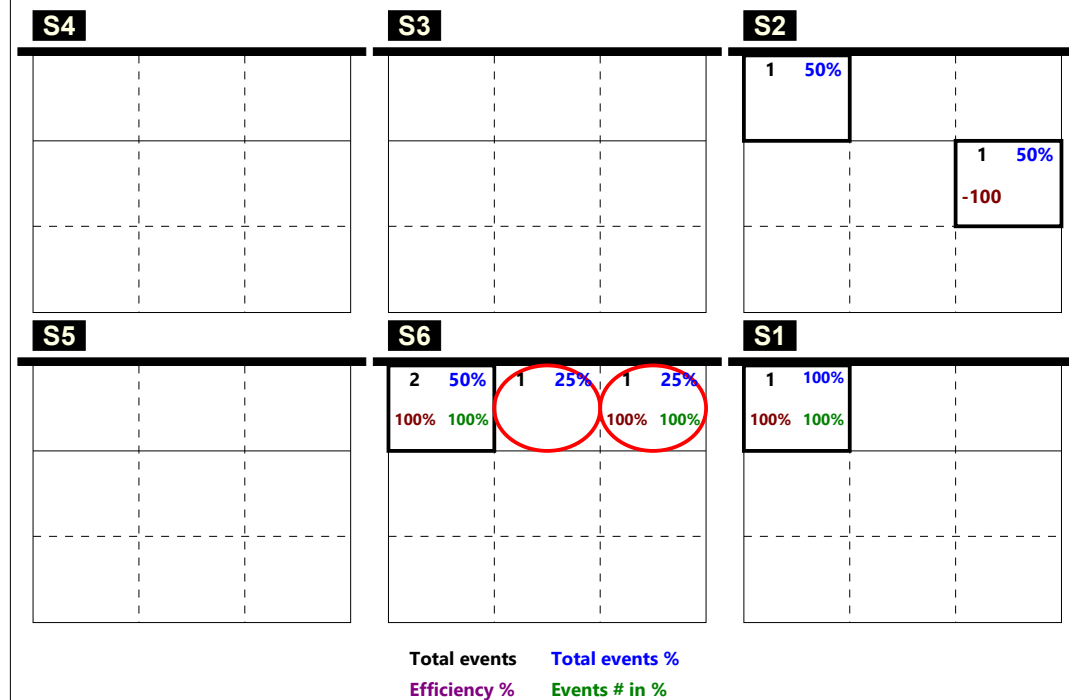 S4
S3
S2
1 50%
1 50%
-100
S5
S6
S1
2 50% 1 25% 1 25%
1 100%
100% 100%
100% 100%
100% 100%
Total events Total events %
Efficiency % Events # in %